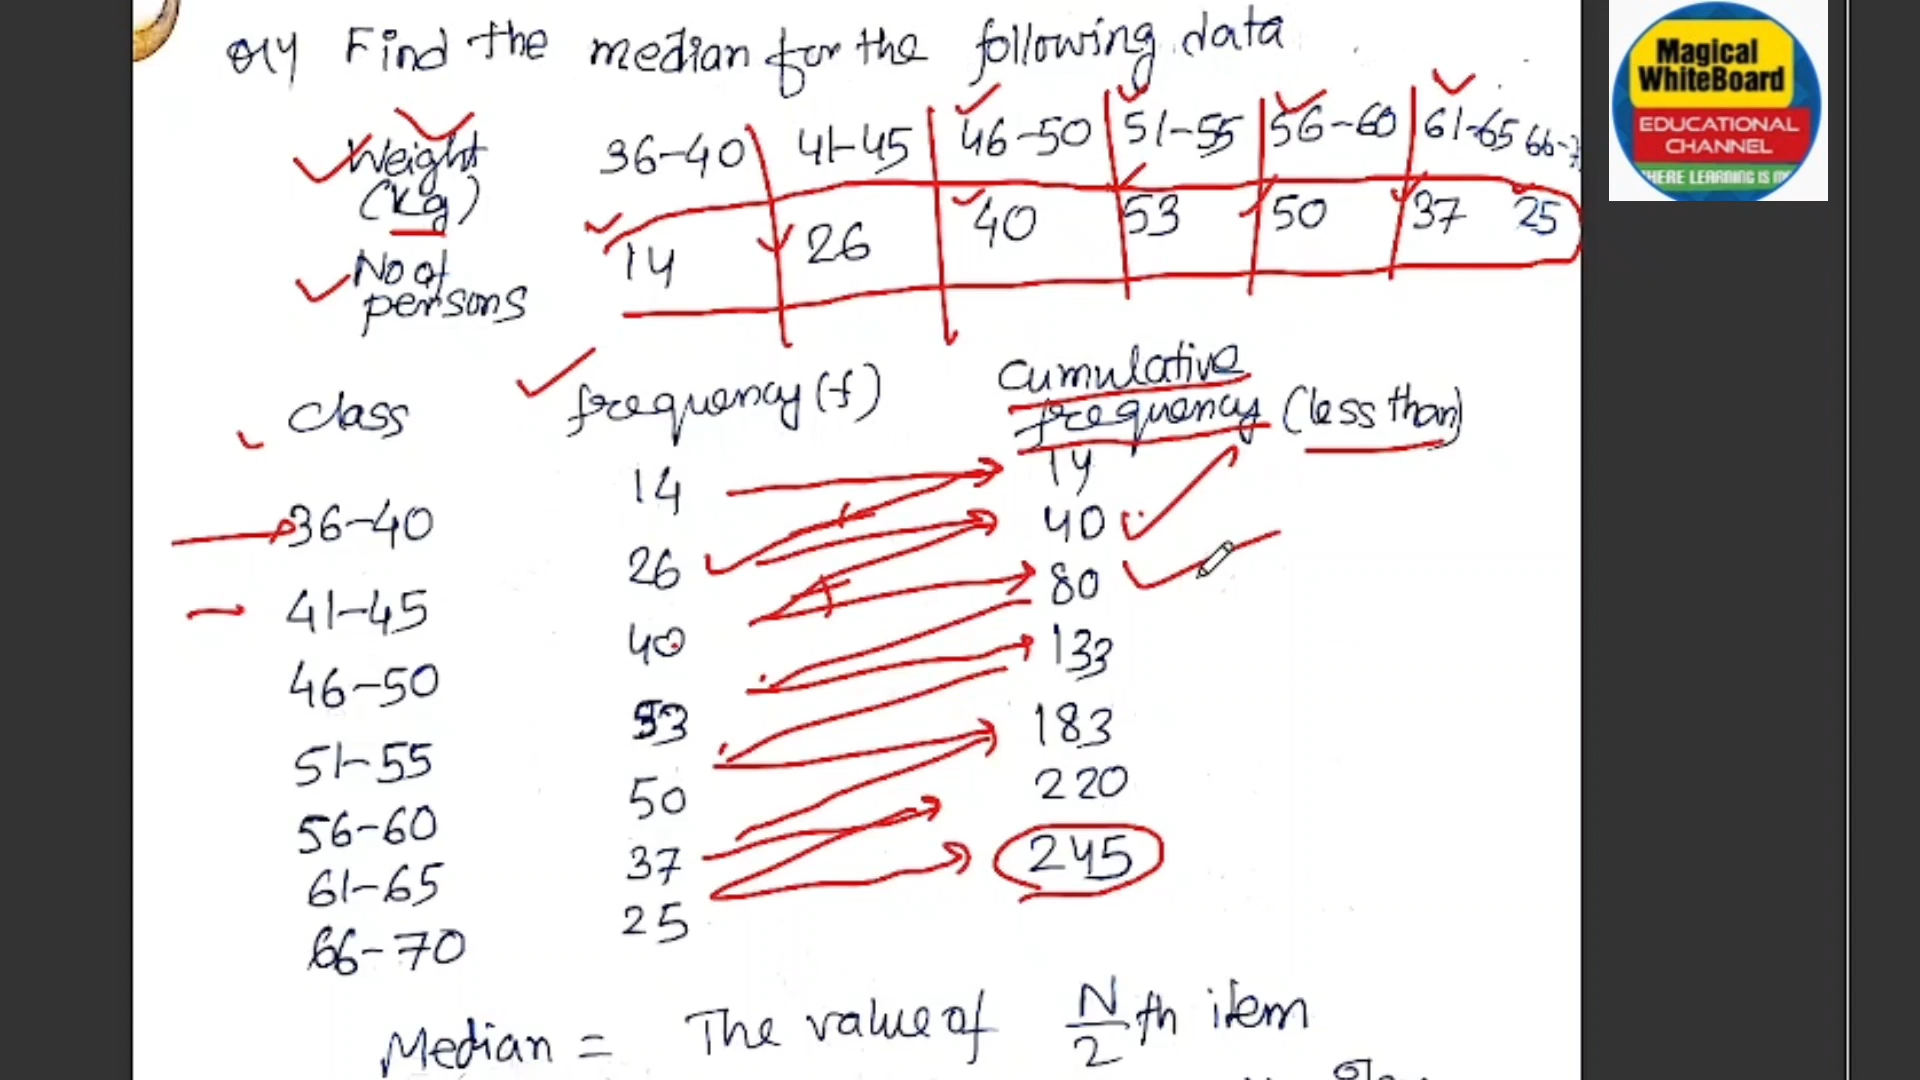 Find the median for the following data
Weight 36-40 41-45 46-50 51-55 56-60 61-65
(Kg)
No of 14 26 40 53 50 37 25
persons
class frequency (f) cumulative
frequency (less than)
36-40 14 14
41-45 26 40
46-50 40 80
51-55 53 133
56-60 50 183
61-65 37 220
66-70 25 245
Median = The value of N/2 th item
Magical
WhiteBoard
EDUCATIONAL
CHANNEL
HERE LEARNING IS